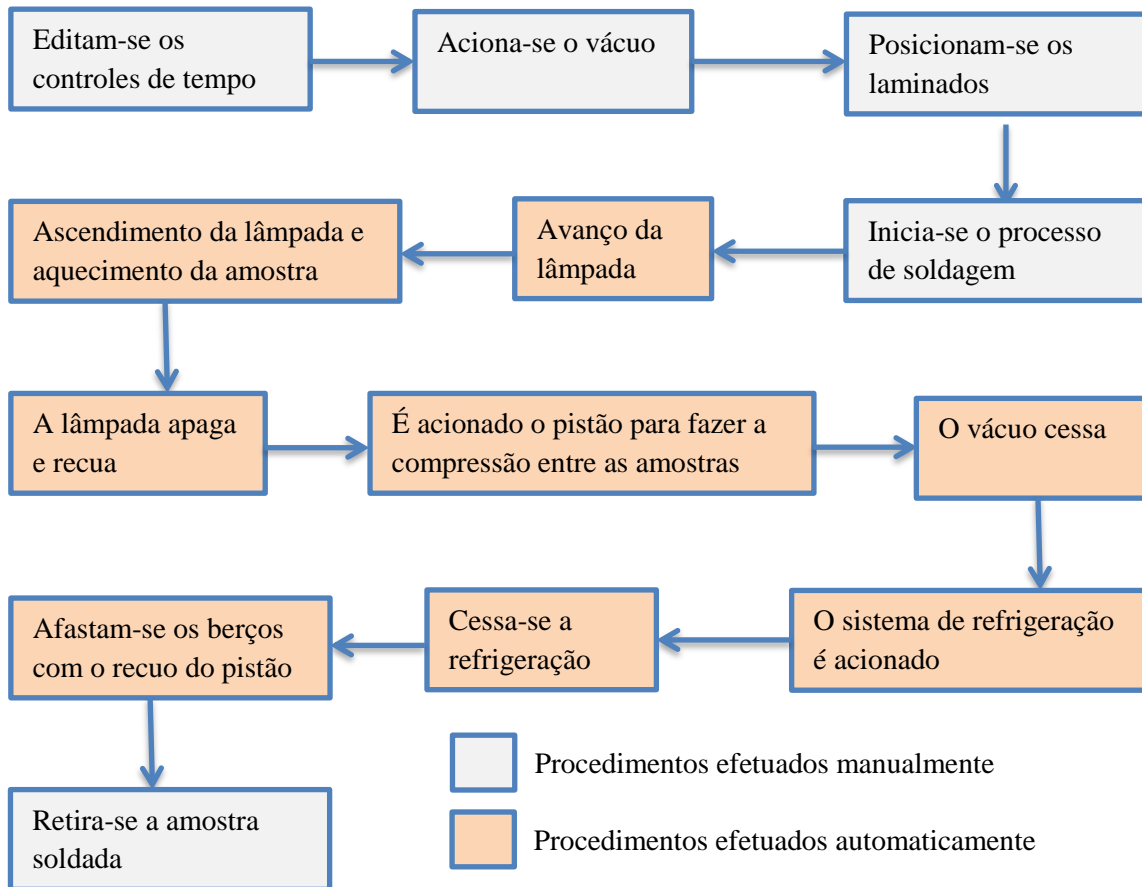 Editam-se os
controles de tempo
Aciona-se o vácuo
Posicionam-se os
laminados
Inicia-se o processo
de soldagem
Avanço da
lâmpada
Ascendimento da lâmpada e
aquecimento da amostra
A lâmpada apaga
e recua
É acionado o pistão para fazer a
compressão entre as amostras
O vácuo cessa
O sistema de refrigeração
é acionado
Cessa-se a
refrigeração
Afastam-se os berços
com o recuo do pistão
Retira-se a amostra
soldada
Procedimentos efetuados manualmente
Procedimentos efetuados automaticamente